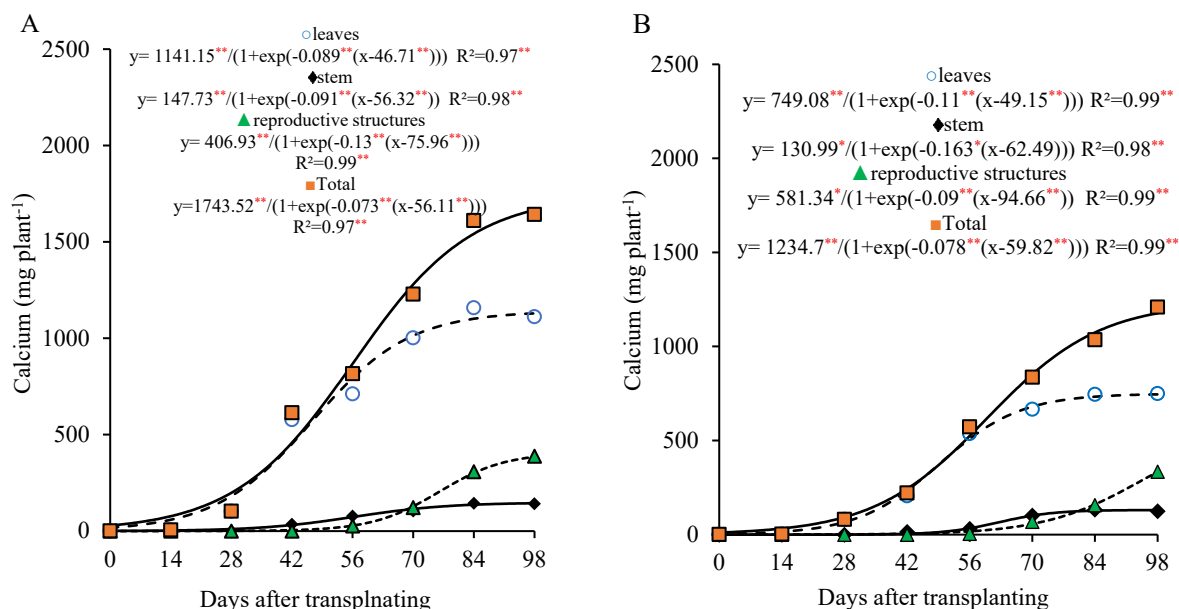 A
leaves
y= 1141.15**/(1+exp(-0.089**(x-46.71**))) R²=0.97**
stem
y= 147.73**/(1+exp(-0.091**(x-56.32**)) R²=0.98**
reproductive structures
y= 406.93**/(1+exp(-0.13**(x-75.96**)))
R²=0.99**
Total
y=1743.52**/(1+exp(-0.073**(x-56.11**)))
R²=0.97**
2500
2000
1500
1000
500
0
Calcium (mg plant⁻¹)
0 14 28 42 56 70 84 98
Days after transplnating
B
leaves
y= 749.08**/(1+exp(-0.11**(x-49.15**))) R²=0.99**
stem
y= 130.99*/(1+exp(-0.163*(x-62.49))) R²=0.98**
reproductive structures
y= 581.34*/(1+exp(-0.09**(x-94.66**)) R²=0.99**
Total
y= 1234.7**/(1+exp(-0.078**(x-59.82**))) R²=0.99**
2500
2000
1500
1000
500
0
Calcium (mg plant⁻¹)
0 14 28 42 56 70 84 98
Days after transplanting